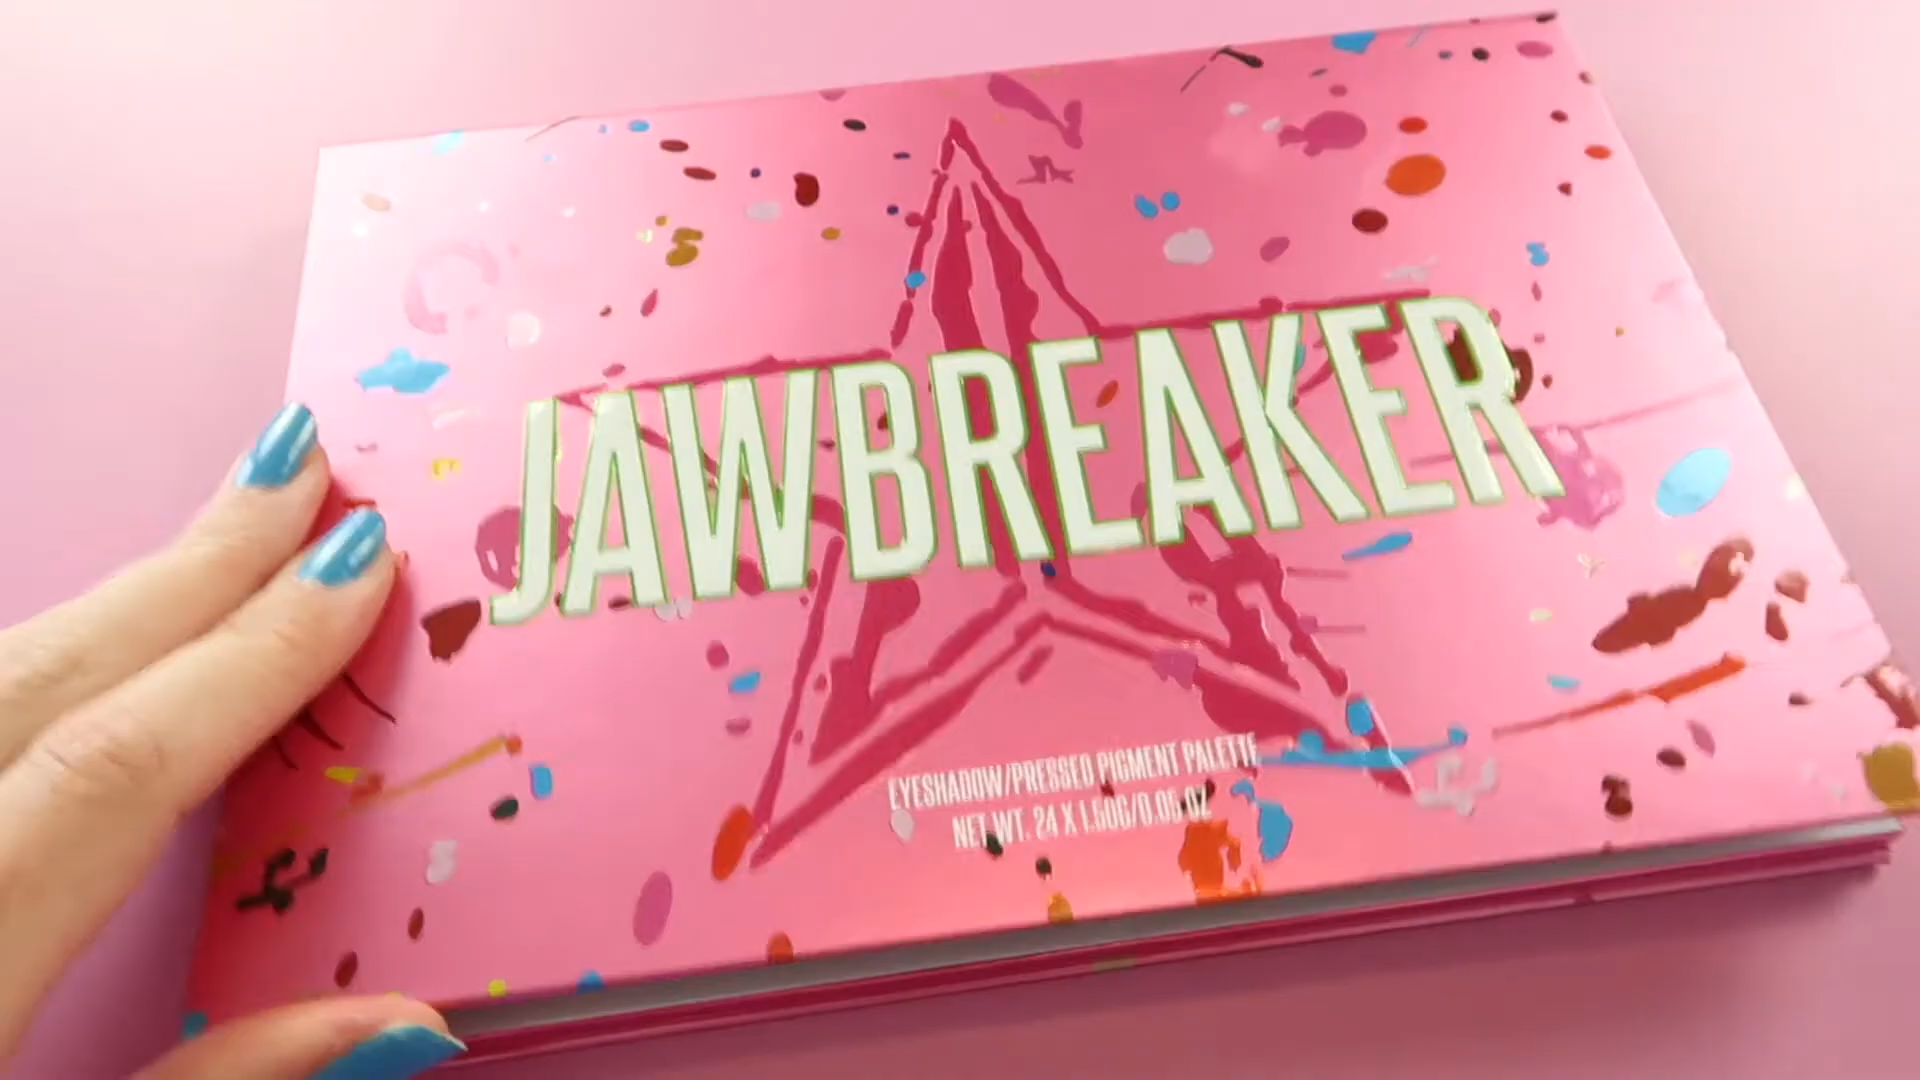 JAWBREAKER
EYESHADOW/PRESSED PIGMENT PALETTE
NET WT. 24 X 1.50G/0.05 OZ